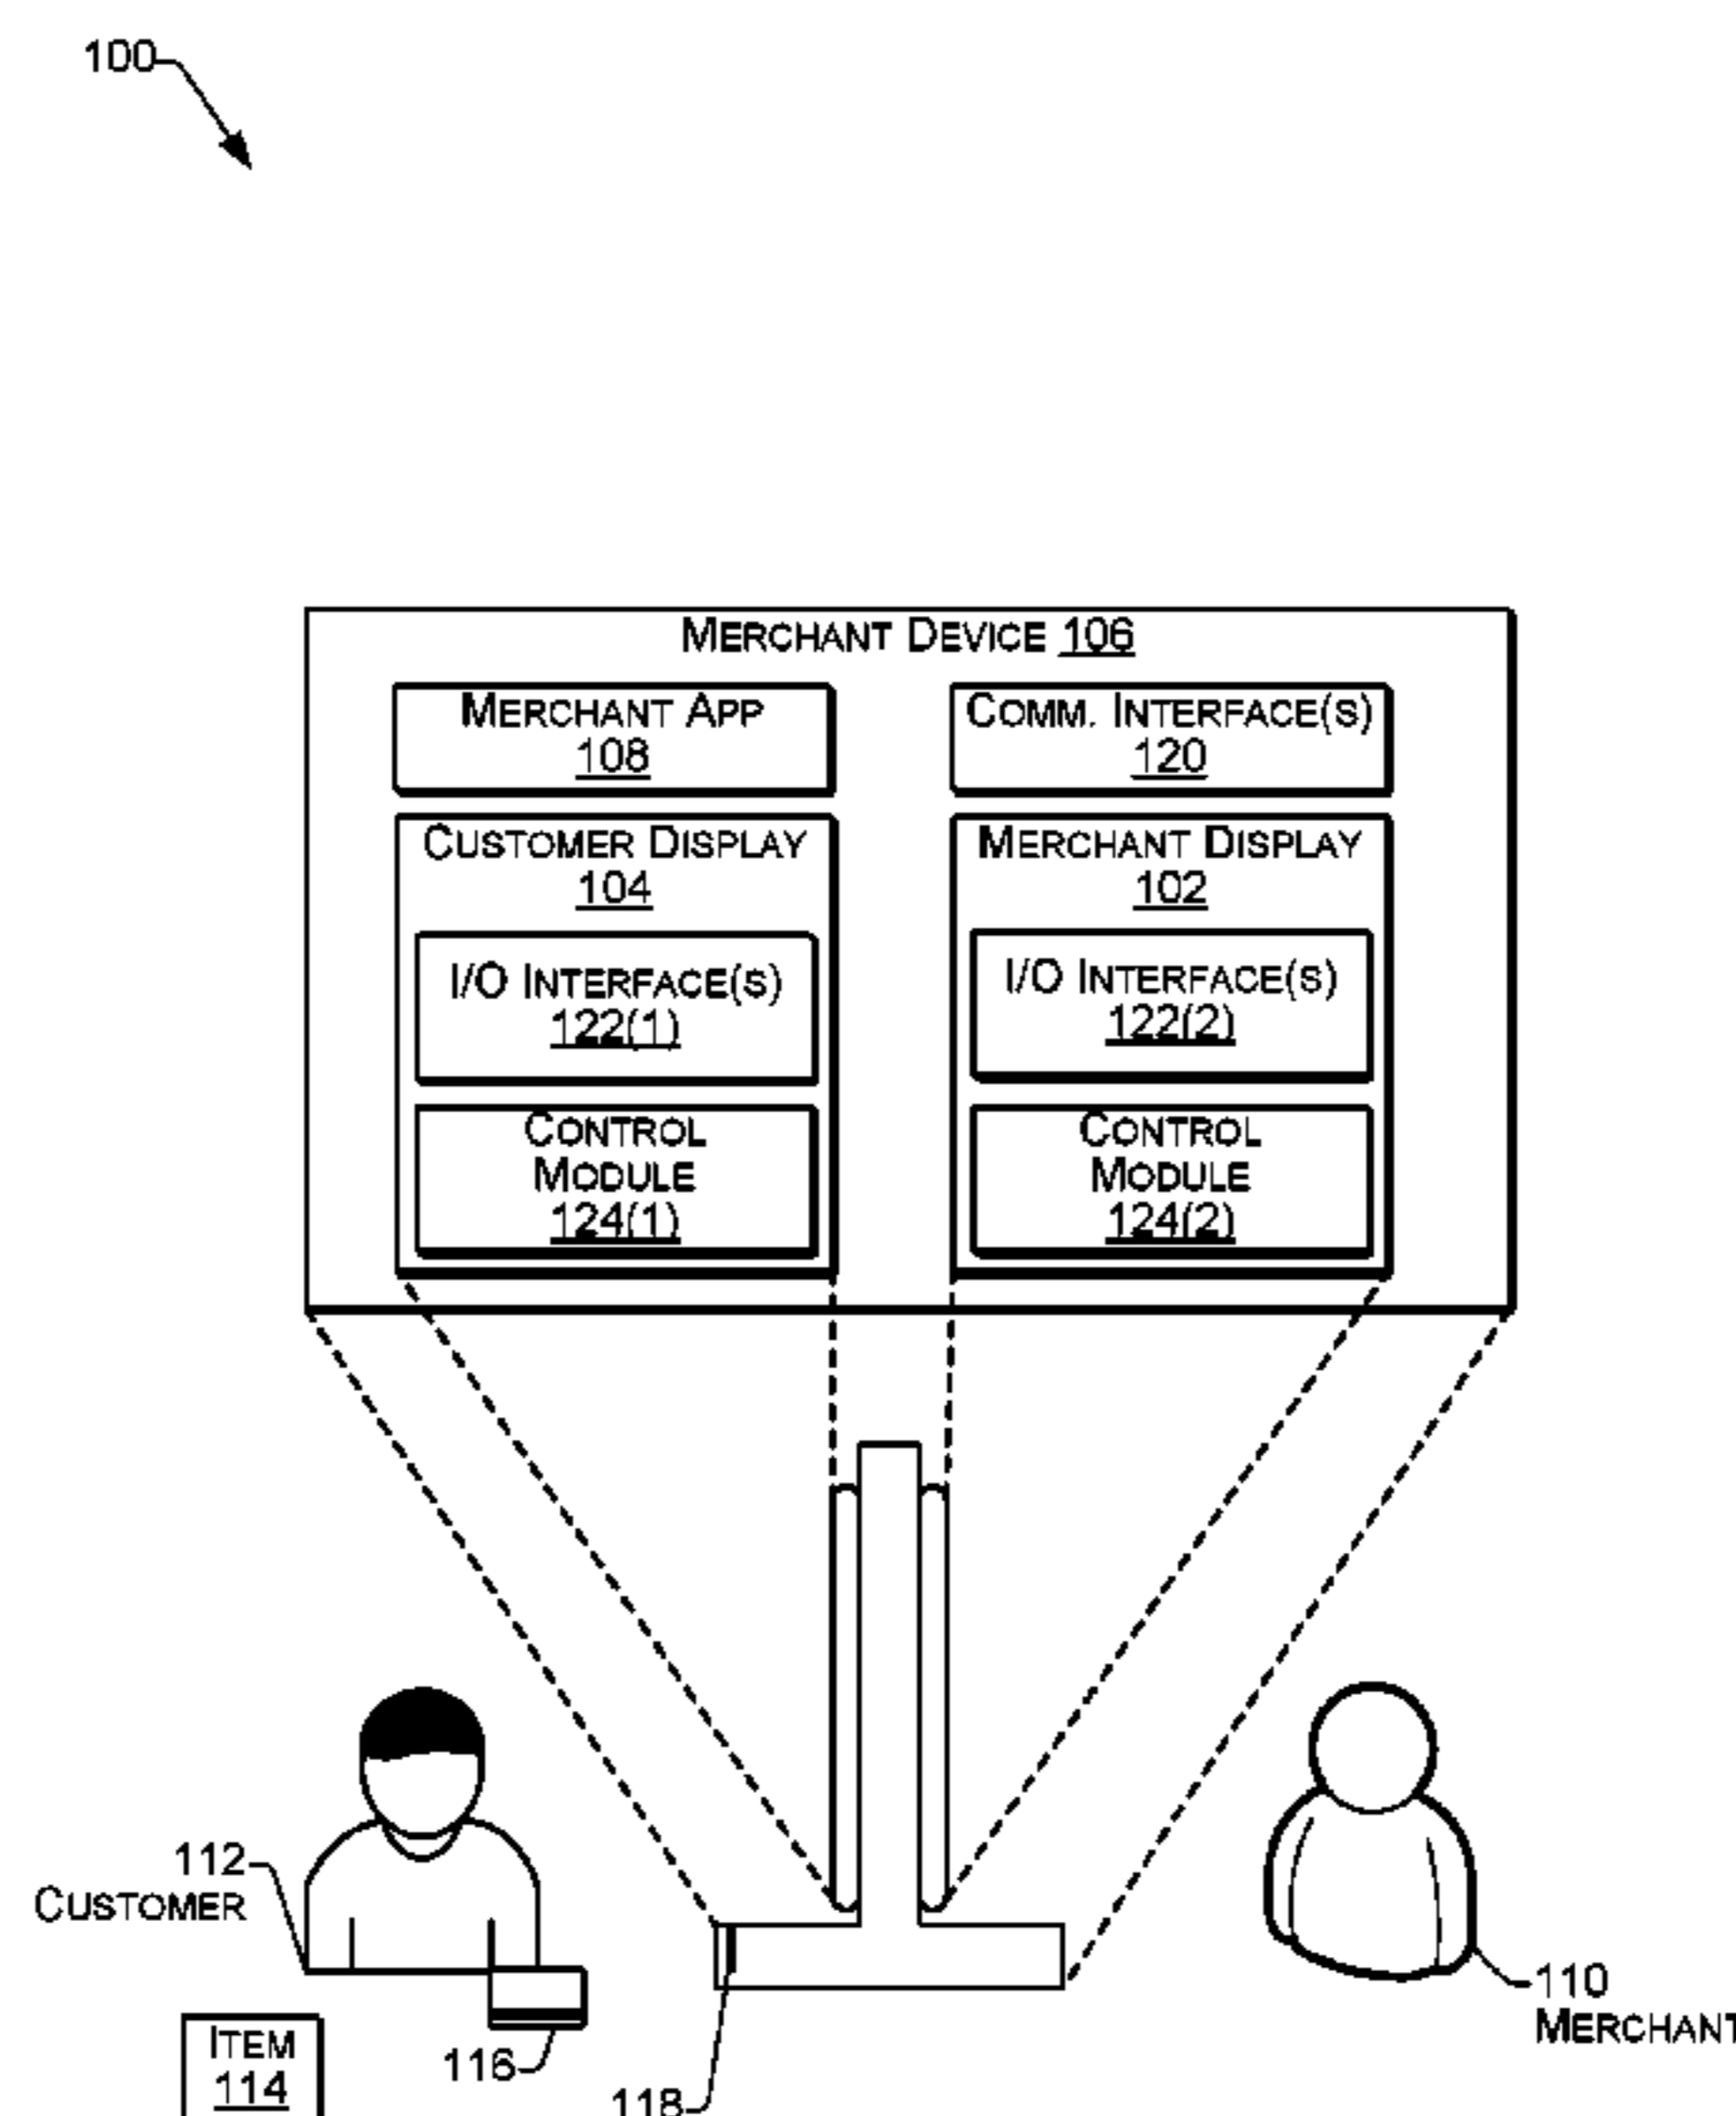 100
MERCHANT DEVICE 106
MERCHANT APP
108
COMM. INTERFACE(S)
120
CUSTOMER DISPLAY
104
I/O INTERFACE(S)
122(1)
CONTROL
MODULE
124(1)
MERCHANT DISPLAY
102
I/O INTERFACE(S)
122(2)
CONTROL
MODULE
124(2)
112
CUSTOMER
110
MERCHANT
ITEM
114
116
118